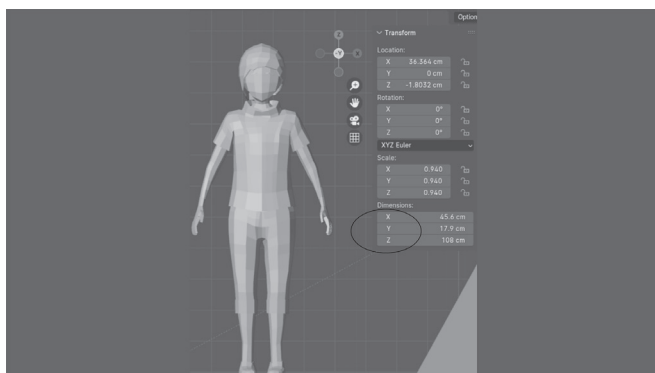 Option
Transform
Location:
X 36.364 cm
Y 0 cm
Z -1.8032 cm
Rotation:
X 0°
Y 0°
Z 0°
XYZ Euler
Scale:
X 0.940
Y 0.940
Z 0.940
Dimensions:
X 45.6 cm
Y 17.9 cm
Z 108 cm